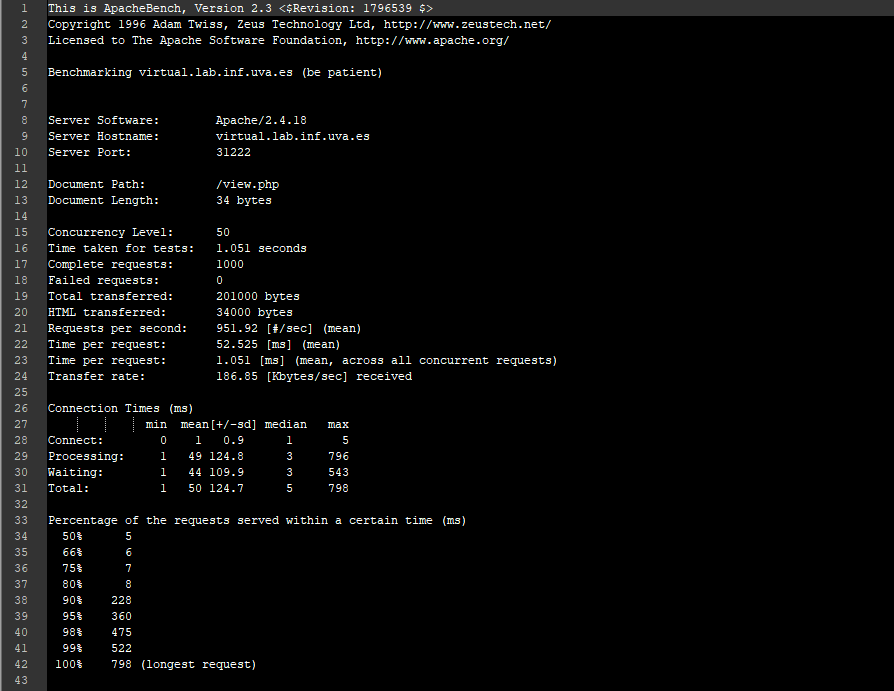 1 This is ApacheBench, Version 2.3 <$Revision: 1796539 $>
2 Copyright 1996 Adam Twiss, Zeus Technology Ltd, http://www.zeustech.net/
3 Licensed to The Apache Software Foundation, http://www.apache.org/
4
5 Benchmarking virtual.lab.inf.uva.es (be patient)
6
7
8 Server Software:        Apache/2.4.18
9 Server Hostname:        virtual.lab.inf.uva.es
10 Server Port:            31222
11
12 Document Path:          /view.php
13 Document Length:        34 bytes
14
15 Concurrency Level:      50
16 Time taken for tests:   1.051 seconds
17 Complete requests:      1000
18 Failed requests:        0
19 Total transferred:      201000 bytes
20 HTML transferred:       34000 bytes
21 Requests per second:    951.92 [#/sec] (mean)
22 Time per request:       52.525 [ms] (mean)
23 Time per request:       1.051 [ms] (mean, across all concurrent requests)
24 Transfer rate:          186.85 [Kbytes/sec] received
25
26 Connection Times (ms)
27               min  mean[+/-sd] median   max
28 Connect:        0    1   0.9      1       5
29 Processing:     1   49 124.8      3     796
30 Waiting:        1   44 109.9      3     543
31 Total:          1   50 124.7      5     798
32
33 Percentage of the requests served within a certain time (ms)
34   50%      5
35   66%      6
36   75%      7
37   80%      8
38   90%    228
39   95%    360
40   98%    475
41   99%    522
42  100%    798 (longest request)
43